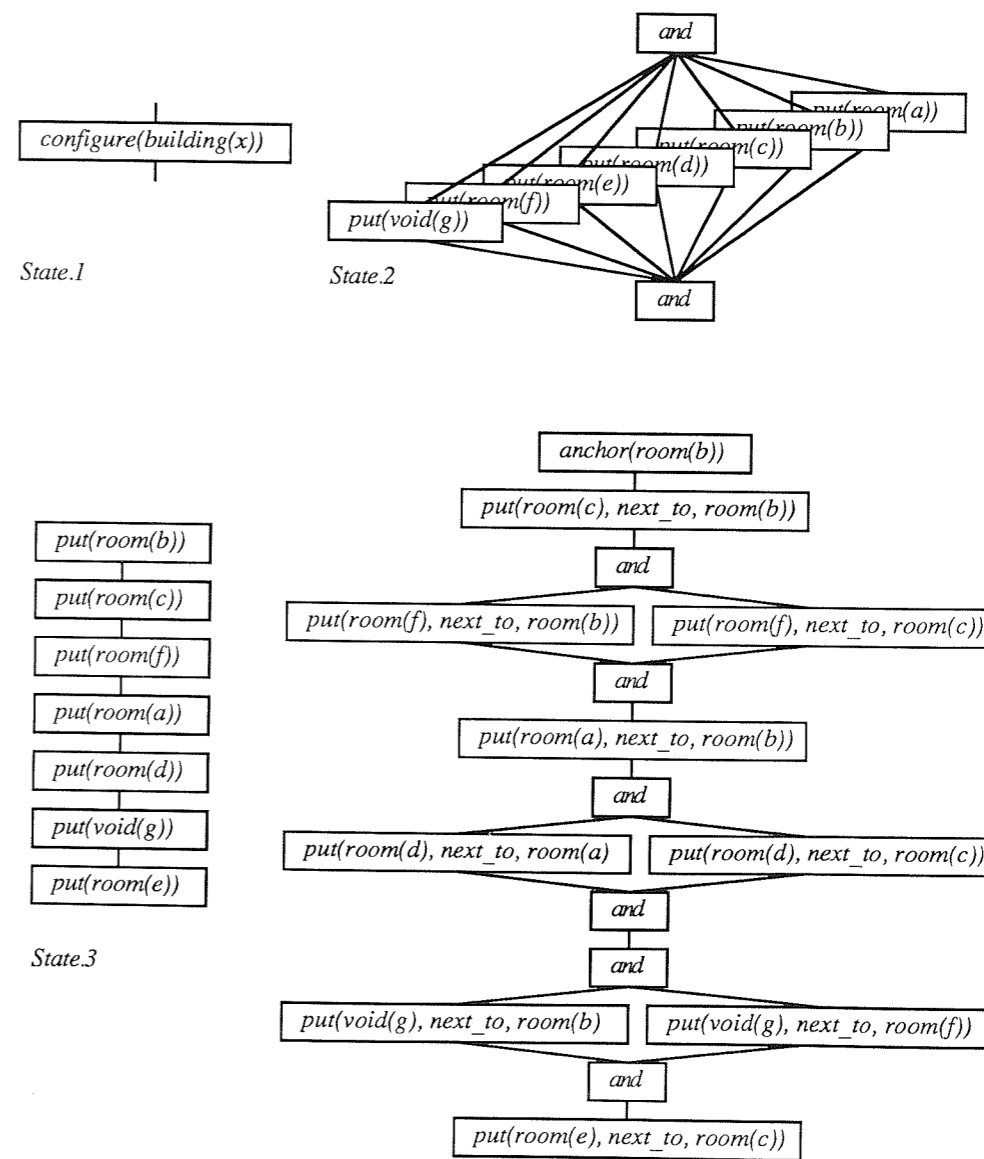 and
configure(building(x))
put(room(a))
put(room(b))
put(room(c))
put(room(d))
put(room(e))
put(room(f))
put(void(g))
State.1
State.2
and
anchor(room(b))
put(room(c), next_to, room(b))
and
put(room(f), next_to, room(b))
put(room(f), next_to, room(c))
and
put(room(a), next_to, room(b))
and
put(room(d), next_to, room(a)
put(room(d), next_to, room(c))
and
and
put(void(g), next_to, room(b)
put(void(g), next_to, room(f))
and
put(room(e), next_to, room(c))
put(room(b))
put(room(c))
put(room(f))
put(room(a))
put(room(d))
put(void(g))
put(room(e))
State.3